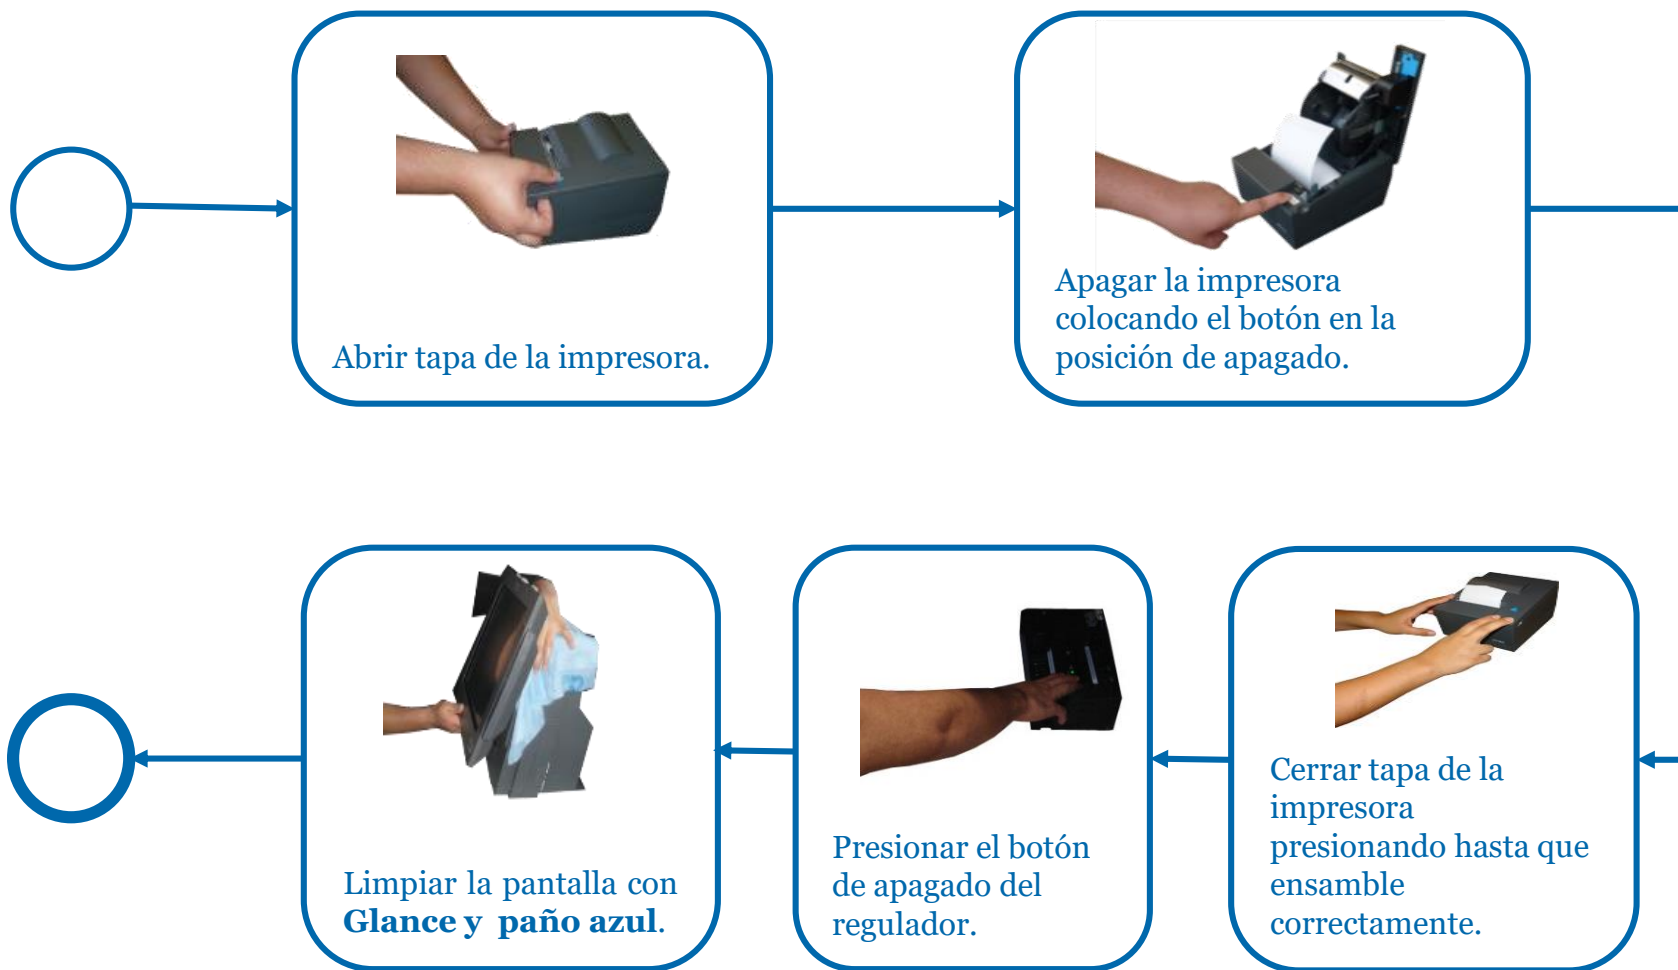 Abrir tapa de la impresora.
Apagar la impresora
colocando el botón en la
posición de apagado.
Cerrar tapa de la
impresora
presionando hasta que
ensamble
correctamente.
Presionar el botón
de apagado del
regulador.
Limpiar la pantalla con
Glance y paño azul.